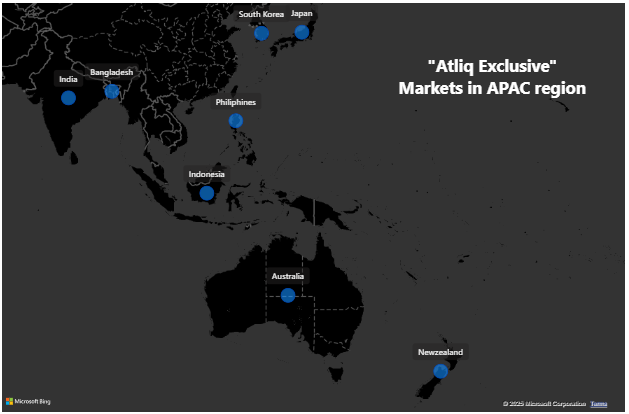 South Korea
Japan
"Atliq Exclusive"
Markets in APAC region
India
Bangladesh
Philiphines
Indonesia
Australia
Newzealand
Microsoft Bing
© 2025 Microsoft Corporation Terms